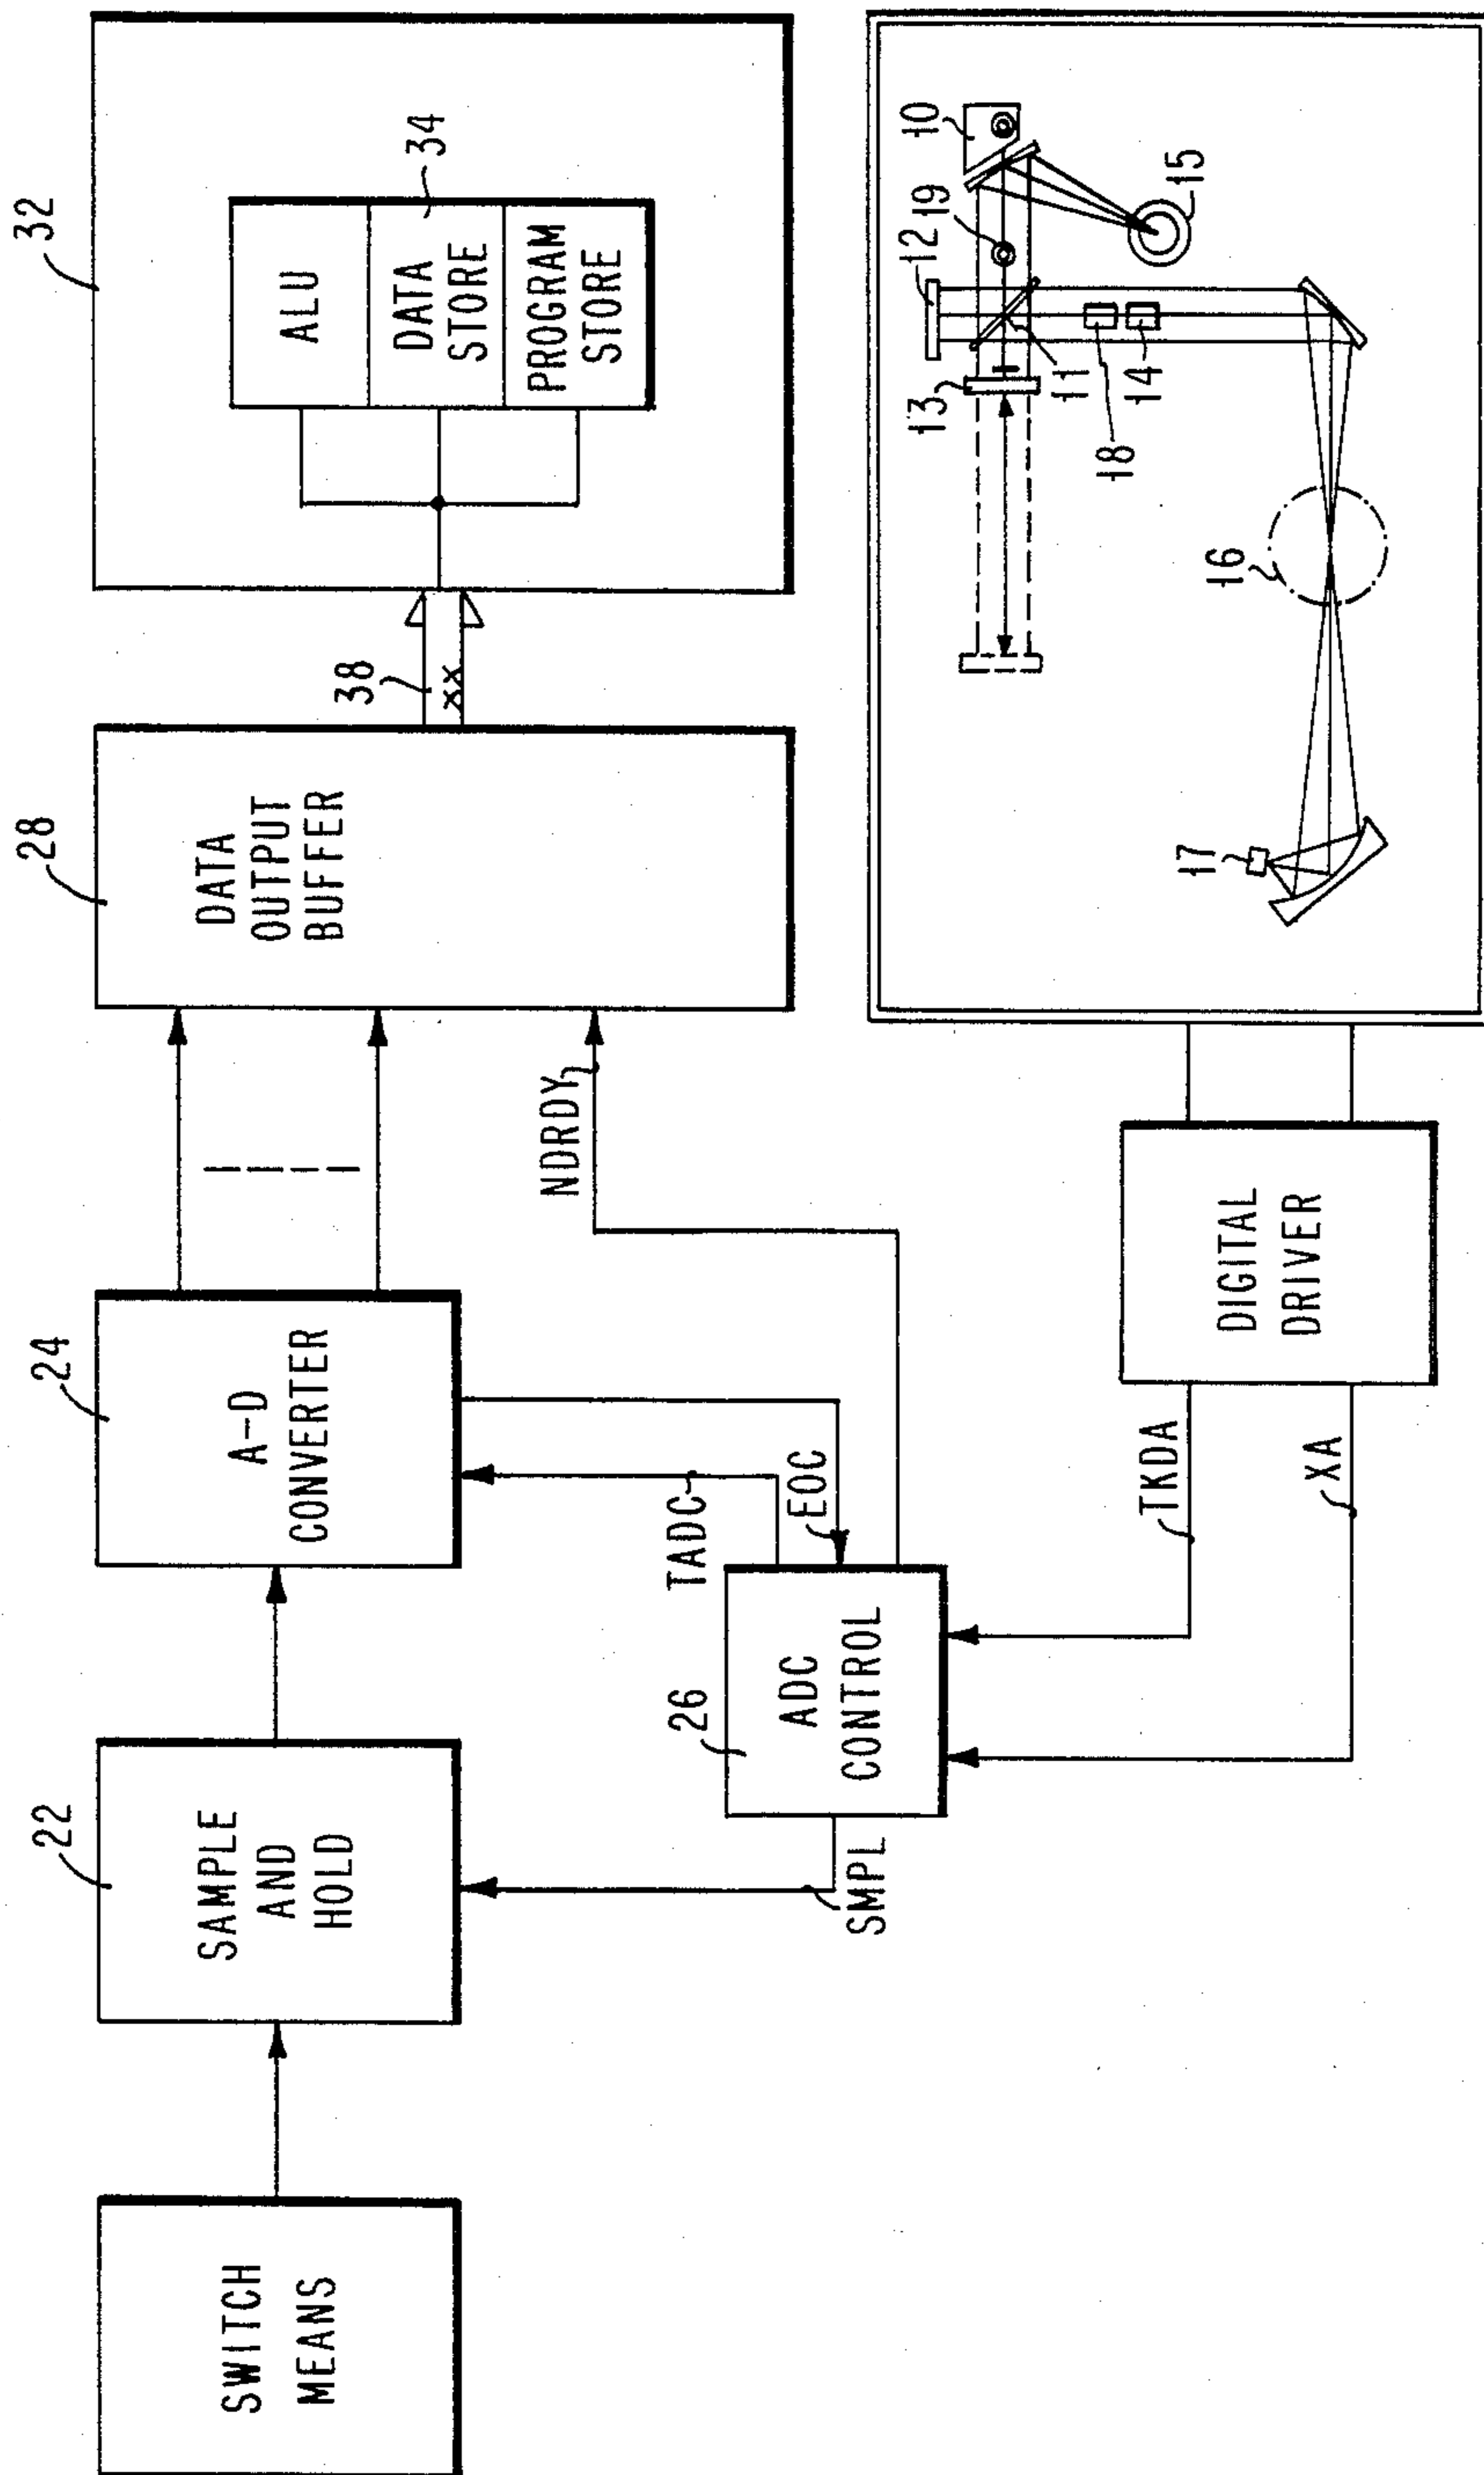 SWITCH
MEANS
22
SAMPLE
AND
HOLD
24
A-D
CONVERTER
28
DATA
OUTPUT
BUFFER
38
XX
32
ALU
34
DATA
STORE
PROGRAM
STORE
SMPL
26
ADC
CONTROL
TADC
EOC
NDRDY
TKDA
XA
DIGITAL
DRIVER
17
16
13
11
18
14
12
19
10
15